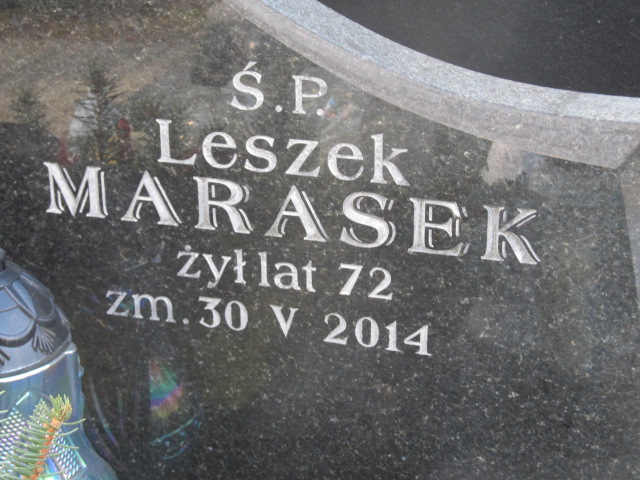 Ś.P.
Leszek
MARASEK
żył lat 72
zm. 30 V 2014